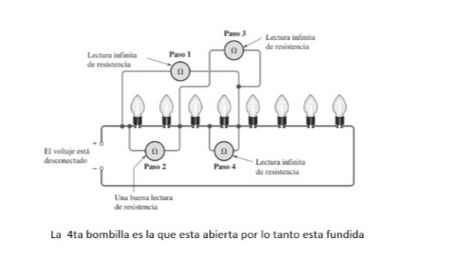 Paso 3
Lectura infinita
de resistencia
Lectura infinita
de resistencia
Paso 1
Ω
Ω
+
El voltaje está
desconectado
−
Ω
Paso 2
Ω
Paso 4
Lectura infinita
de resistencia
Una buena lectura
de resistencia
La 4ta bombilla es la que esta abierta por lo tanto esta fundida